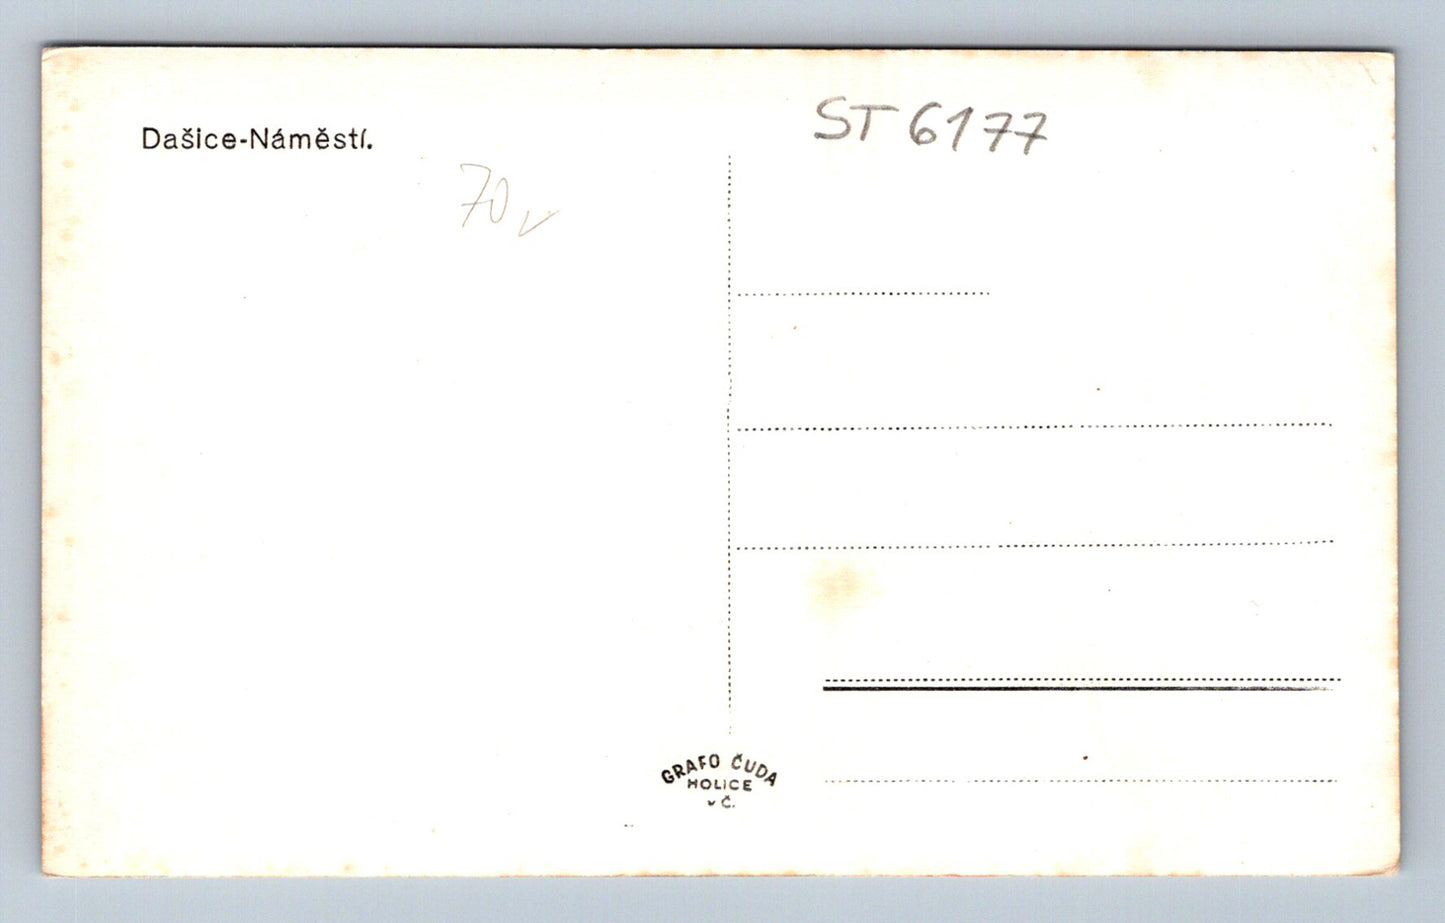 Dašice-Náměstí.
ST 6177
70
GRAFO ČUDA
HOLICE
v Č.